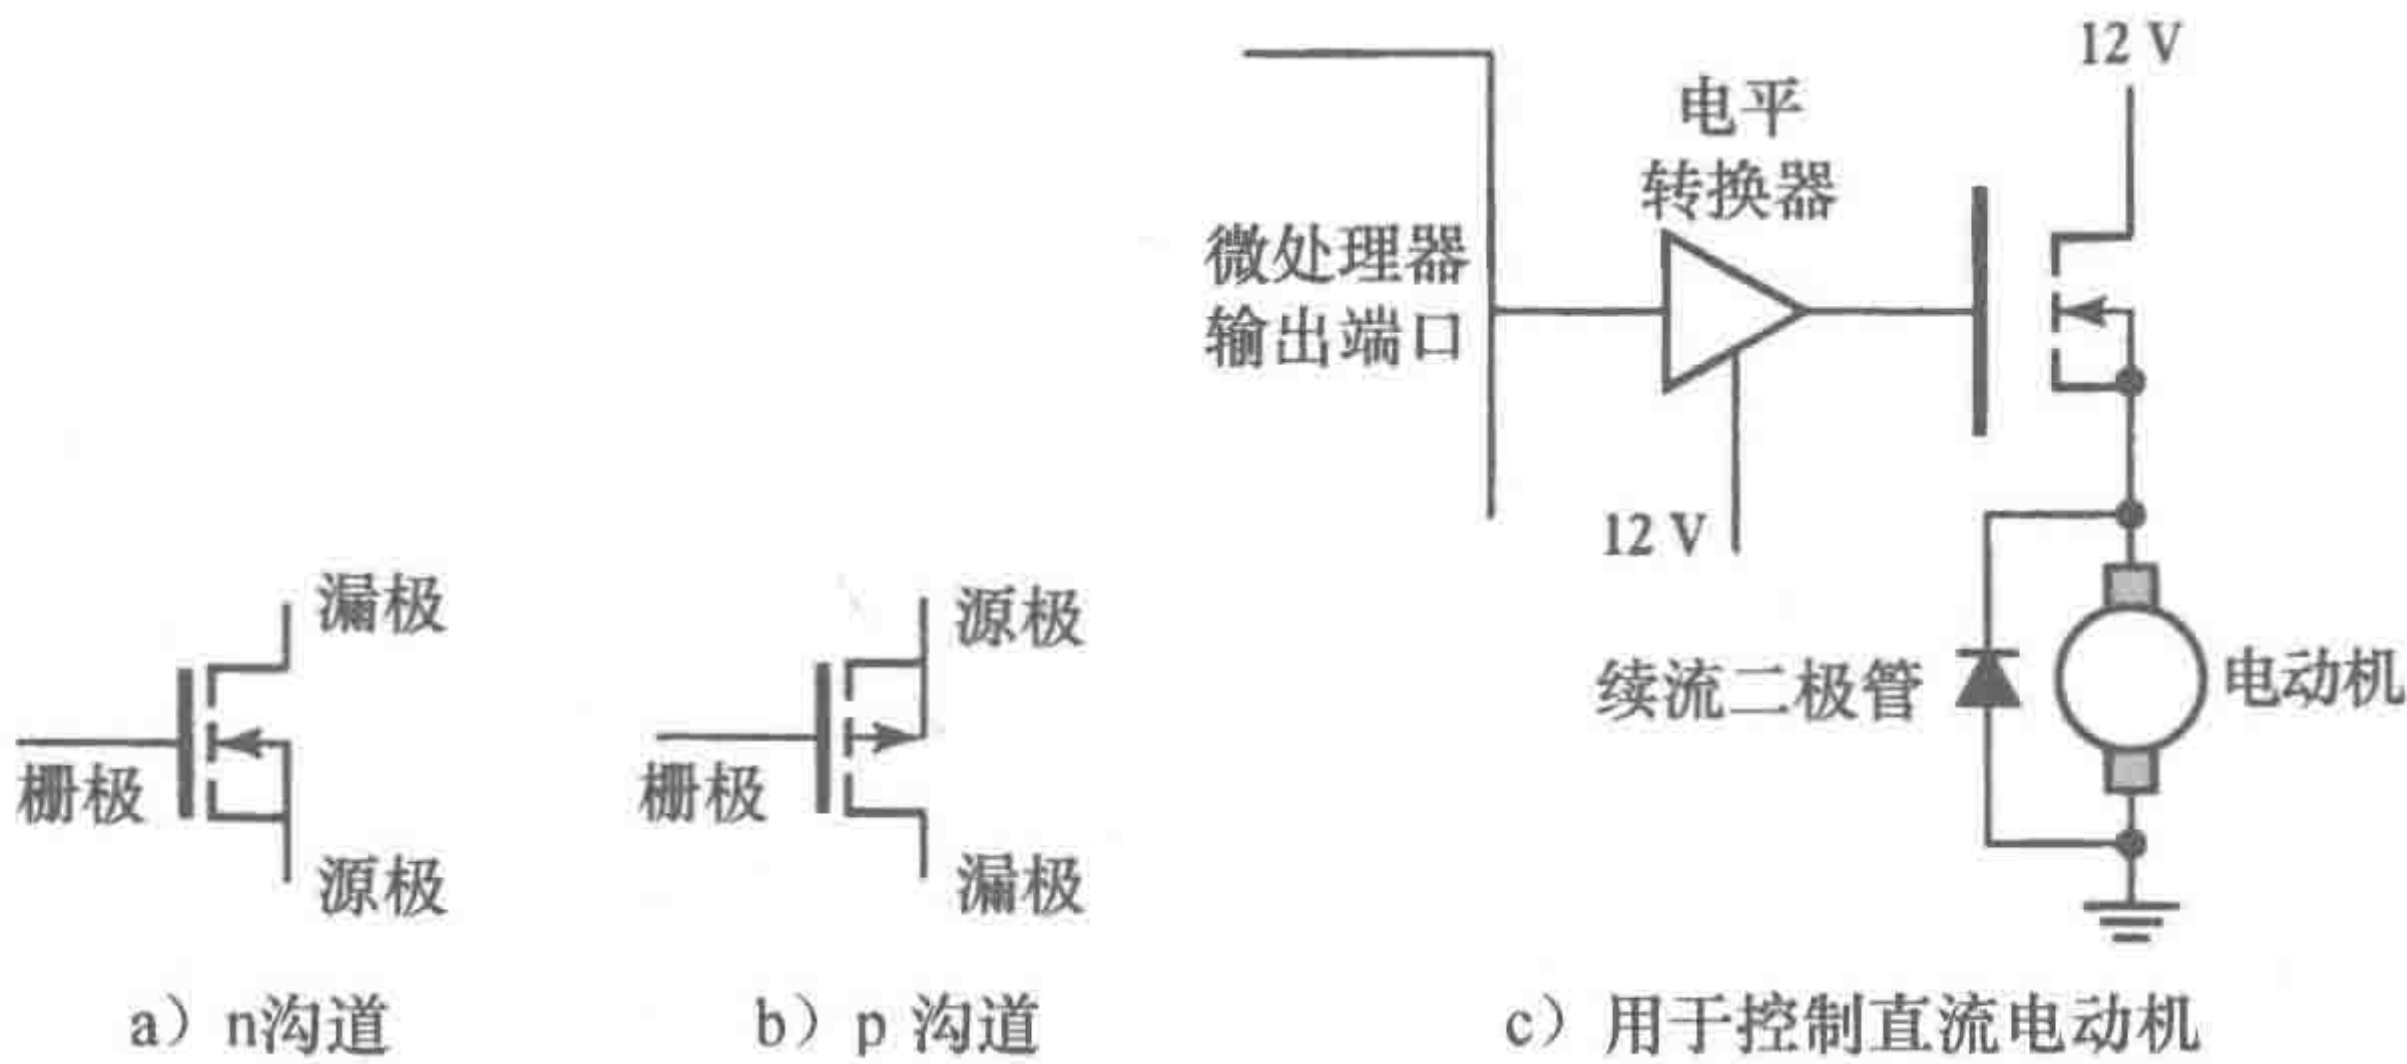 12 V
电平
转换器
微处理器
输出端口
12 V
续流二极管
电动机
漏极
栅极
源极
源极
栅极
漏极
a）n沟道
b）p 沟道
c）用于控制直流电动机